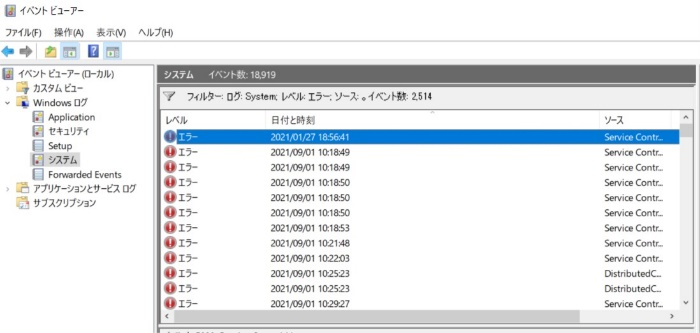 イベント ビューアー
ファイル(F) 操作(A) 表示(V) ヘルプ(H)
イベント ビューアー (ローカル)
カスタム ビュー
Windows ログ
Application
セキュリティ
Setup
システム
Forwarded Events
アプリケーションとサービス ログ
サブスクリプション
システム イベント数: 18,919
フィルター: ログ: System; レベル: エラー; ソース: 。イベント数: 2,514
レベル 日付と時刻 ソース
エラー 2021/01/27 18:56:41 Service Contr...
エラー 2021/09/01 10:18:49 Service Contr...
エラー 2021/09/01 10:18:49 Service Contr...
エラー 2021/09/01 10:18:50 Service Contr...
エラー 2021/09/01 10:18:50 Service Contr...
エラー 2021/09/01 10:18:50 Service Contr...
エラー 2021/09/01 10:18:53 Service Contr...
エラー 2021/09/01 10:21:48 Service Contr...
エラー 2021/09/01 10:22:03 Service Contr...
エラー 2021/09/01 10:25:23 DistributedC...
エラー 2021/09/01 10:25:23 DistributedC...
エラー 2021/09/01 10:29:27 Service Contr...